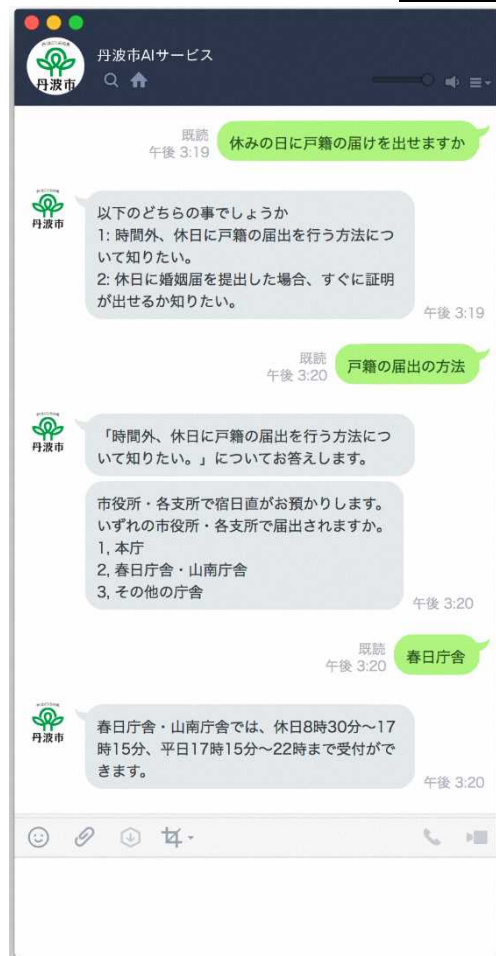 丹波市AIサービス
丹波市
既読
午後 3:19
休みの日に戸籍の届けを出せますか
丹波市
以下のどちらの事でしょうか
1: 時間外、休日に戸籍の届出を行う方法につ
いて知りたい。
2: 休日に婚姻届を提出した場合、すぐに証明
が出せるか知りたい。
午後 3:19
既読
午後 3:20
戸籍の届出の方法
丹波市
「時間外、休日に戸籍の届出を行う方法につ
いて知りたい。」についてお答えします。
市役所・各支所で宿日直がお預かりします。
いずれの市役所・各支所で届出されますか。
1, 本庁
2, 春日庁舎・山南庁舎
3, その他の庁舎
午後 3:20
既読
午後 3:20
春日庁舎
丹波市
春日庁舎・山南庁舎では、休日8時30分〜17
時15分、平日17時15分〜22時まで受付がで
きます。
午後 3:20